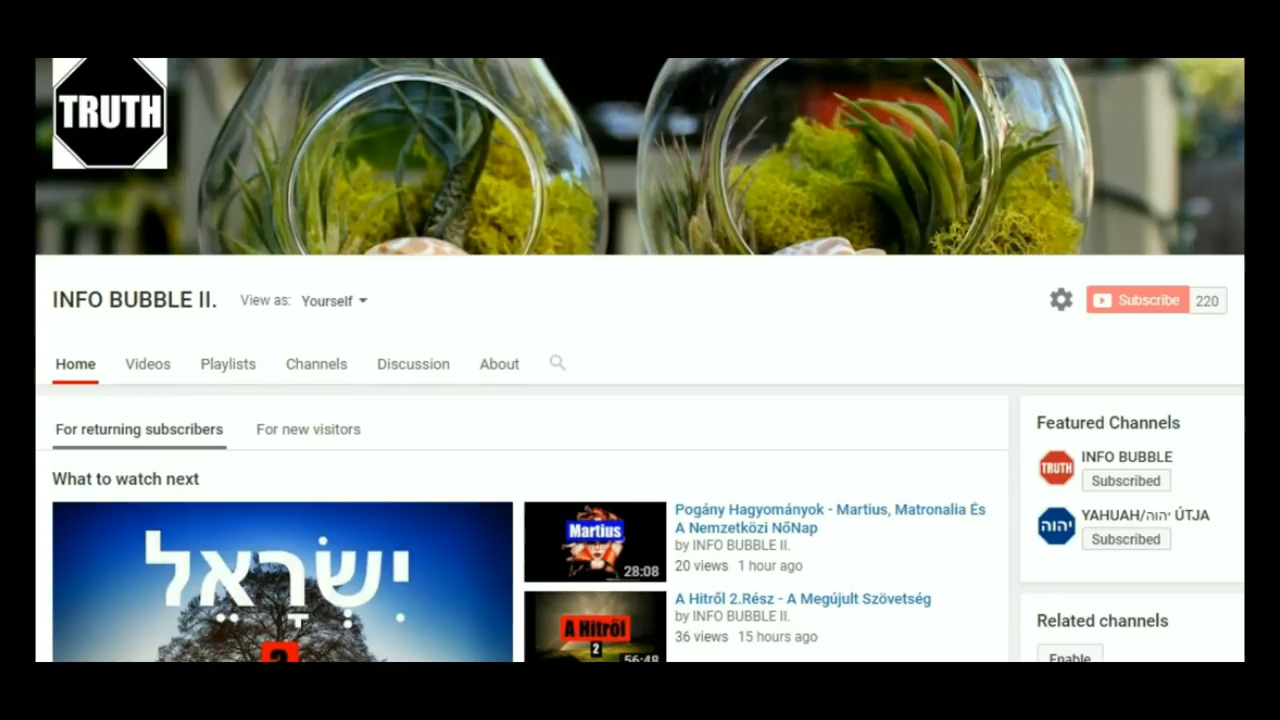 TRUTH
INFO BUBBLE II.
View as: Yourself
Subscribe 220
Home Videos Playlists Channels Discussion About
For returning subscribers For new visitors
What to watch next
יִשְׂרָאֵל
2
Martius
28:08
Pogány Hagyományok - Martius, Matronalia És
A Nemzetközi NőNap
by INFO BUBBLE II.
20 views 1 hour ago
A Hitről
2
56:48
A Hitről 2.Rész - A Megújult Szövetség
by INFO BUBBLE II.
36 views 15 hours ago
Featured Channels
TRUTH
INFO BUBBLE
Subscribed
יהוה
YAHUAH/יהוה ÚTJA
Subscribed
Related channels
Enable